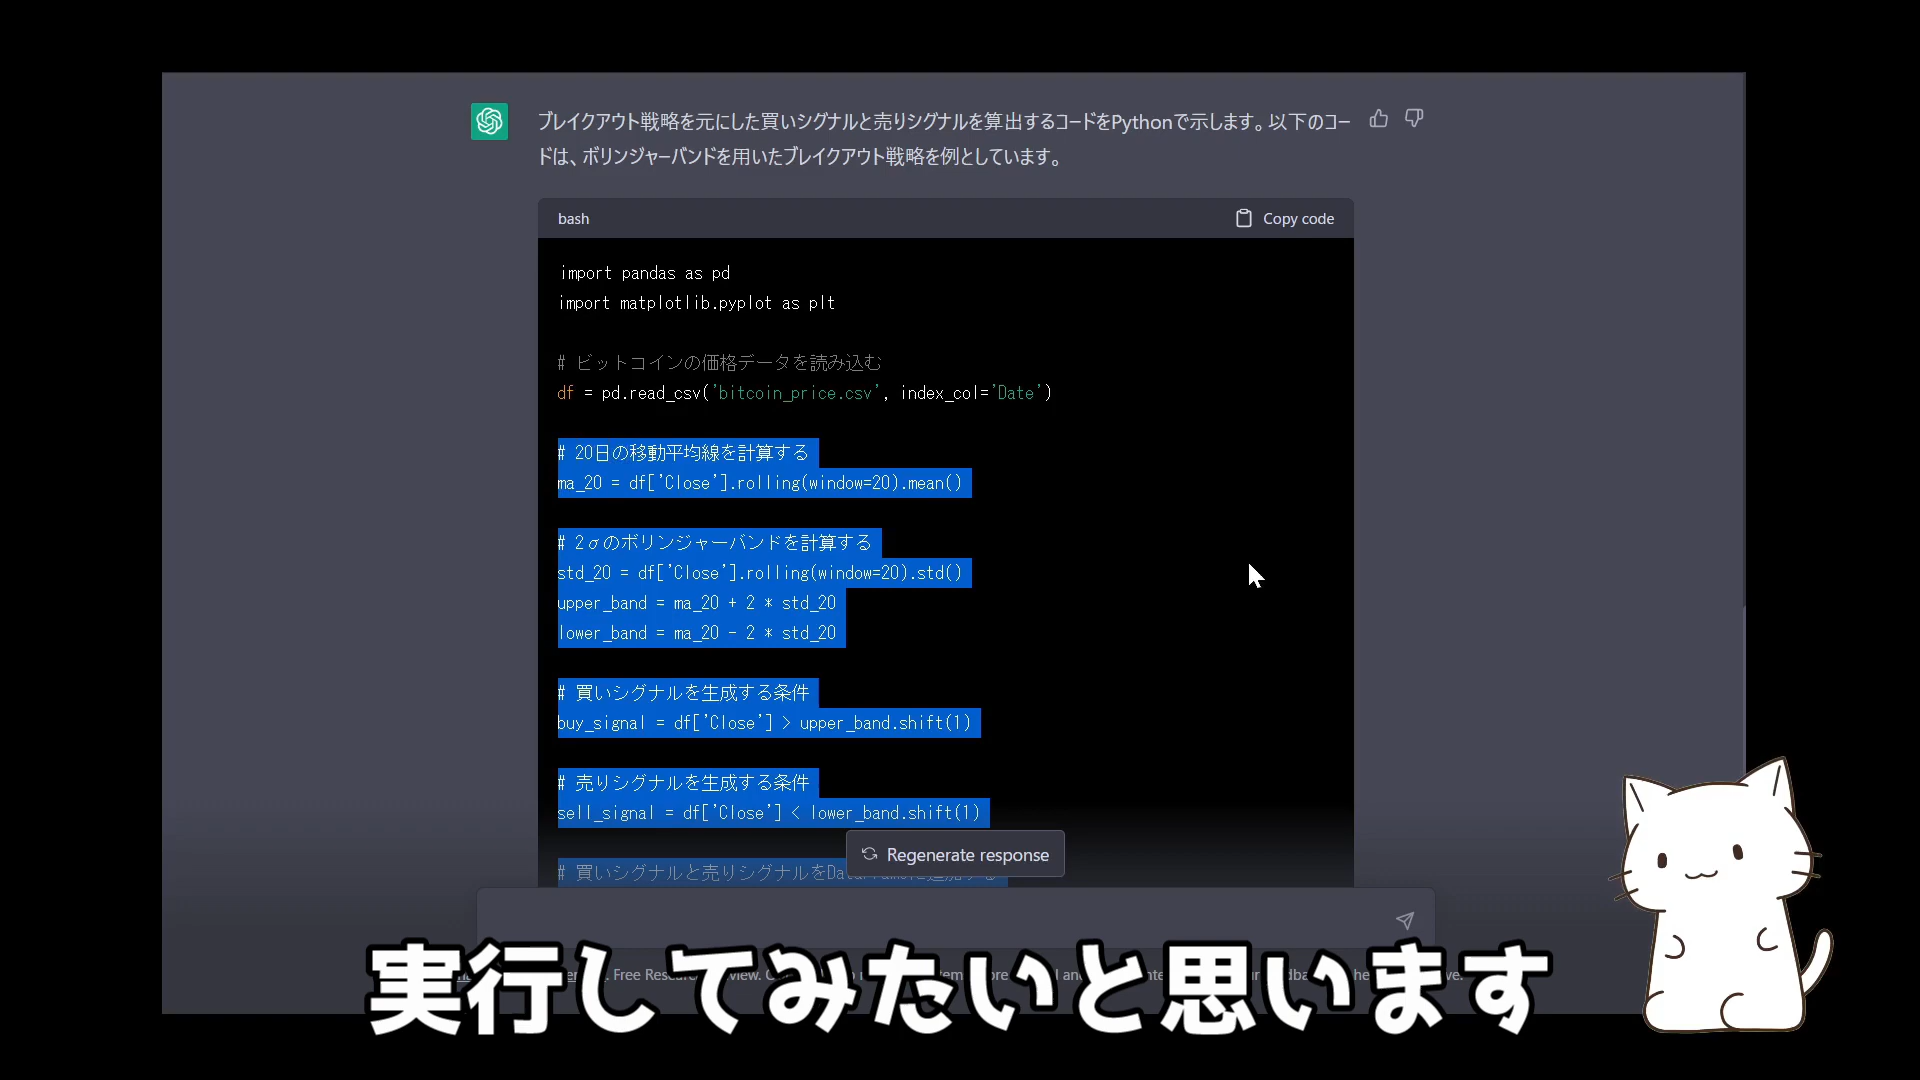 ブレイクアウト戦略を元にした買いシグナルと売りシグナルを算出するコードをPythonで示します。以下のコー
ドは、ボリンジャーバンドを用いたブレイクアウト戦略を例としています。
bash
Copy code
import pandas as pd
import matplotlib.pyplot as plt
# ビットコインの価格データを読み込む
df = pd.read_csv('bitcoin_price.csv', index_col='Date')
# 20日の移動平均線を計算する
ma_20 = df['Close'].rolling(window=20).mean()
# 2σのボリンジャーバンドを計算する
std_20 = df['Close'].rolling(window=20).std()
upper_band = ma_20 + 2 * std_20
lower_band = ma_20 - 2 * std_20
# 買いシグナルを生成する条件
buy_signal = df['Close'] > upper_band.shift(1)
# 売りシグナルを生成する条件
sell_signal = df['Close'] < lower_band.shift(1)
Regenerate response
# 買いシグナルと売りシグナルを
Free
実行してみたいと思います